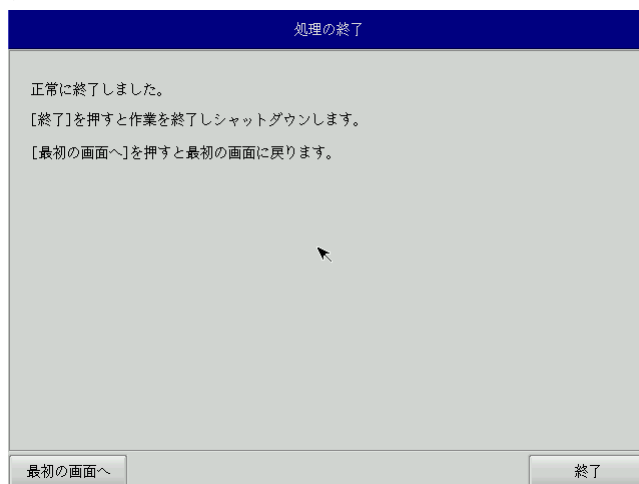 処理の終了
正常に終了しました。
[終了]を押すと作業を終了しシャットダウンします。
[最初の画面へ]を押すと最初の画面に戻ります。
最初の画面へ
終了